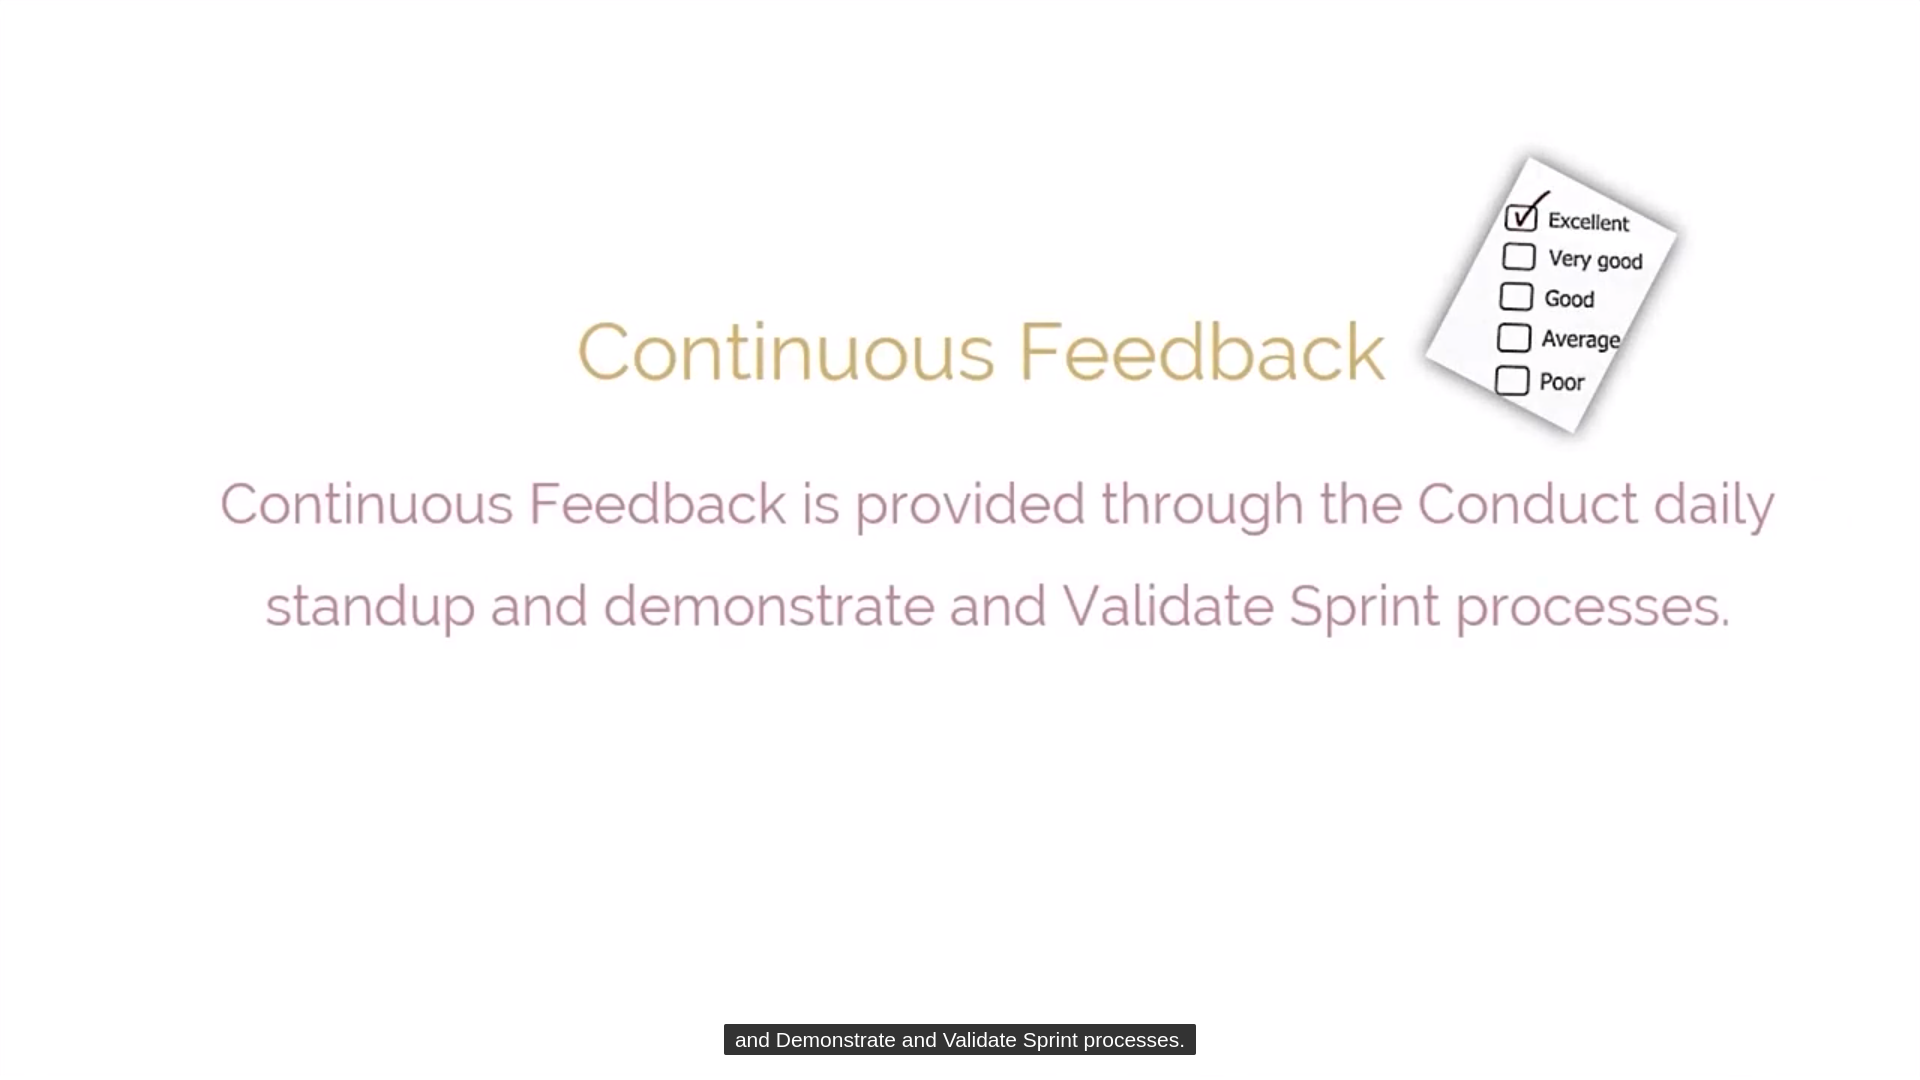 Excellent
Very good
Good
Average
Poor
Continuous Feedback
Continuous Feedback is provided through the Conduct daily
standup and demonstrate and Validate Sprint processes.
and Demonstrate and Validate Sprint processes.